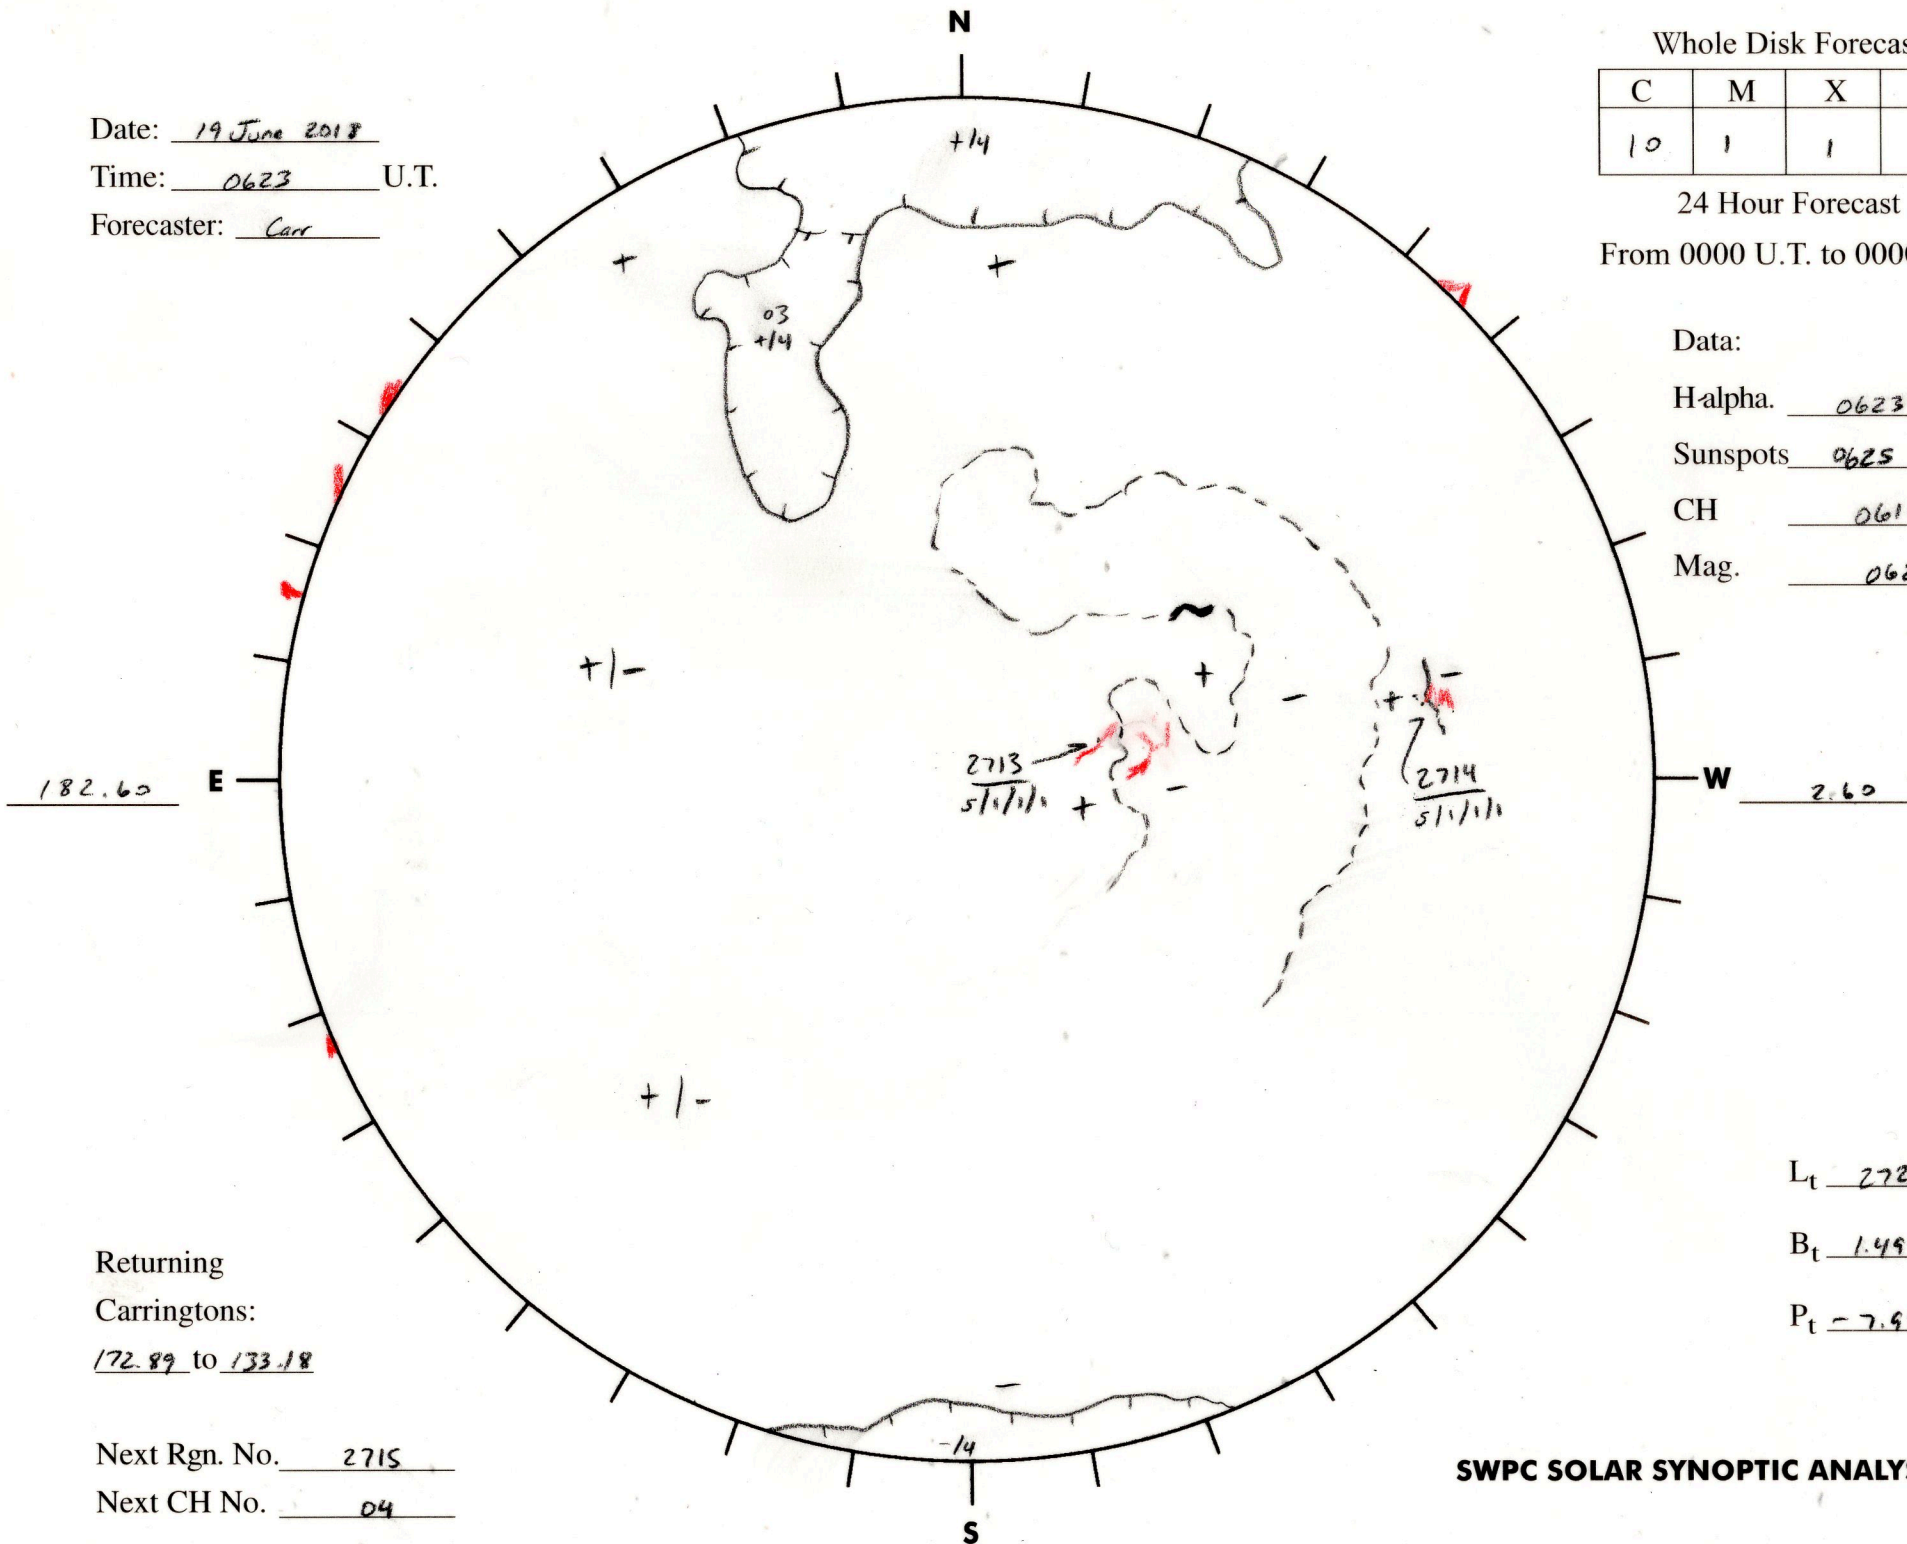 N
Whole Disk Forecas
C M X
10 1 1
24 Hour Forecast
From 0000 U.T. to 000
Date: 19 June 2018
Time: 0623 U.T.
Forecaster: Carr
+/4
+ +
03
+/4
Data:
H-alpha. 0623
Sunspots 0625
CH 061
Mag. 06
+/-
+ - + -
2713
5/1/1/1
+ -
2714
5/1/1/1
182.60 E
W 2.60
+/-
Lt 272
Bt 1.49
Pt -7.9
Returning
Carringtons:
172.89 to 133.18
-
-/4
Next Rgn. No. 2715
Next CH No. 04
SWPC SOLAR SYNOPTIC ANALY
S